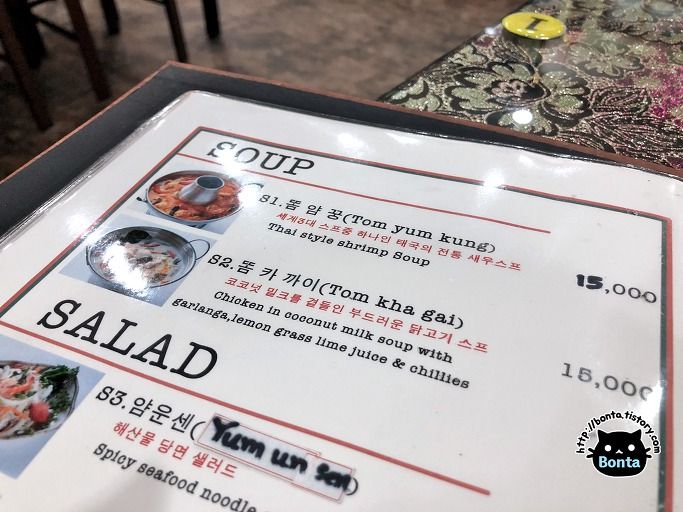 I
SOUP
S1.똠 얌 꿍(Tom yum kung)
세계3대 스프중 하나인 태국의 전통 새우스프
Thai style shrimp Soup
15,000
S2.똠 카 까이(Tom kha gai)
코코넛 밀크를 곁들인 부드러운 닭고기 스프
Chicken in coconut milk soup with
garlanga,lemon grass lime juice & chillies
15,000
SALAD
S3.얌운센(Yum un sen)
해산물 당면 샐러드
Spicy seafood noodle
http://bonta.tistory.com
Bonta